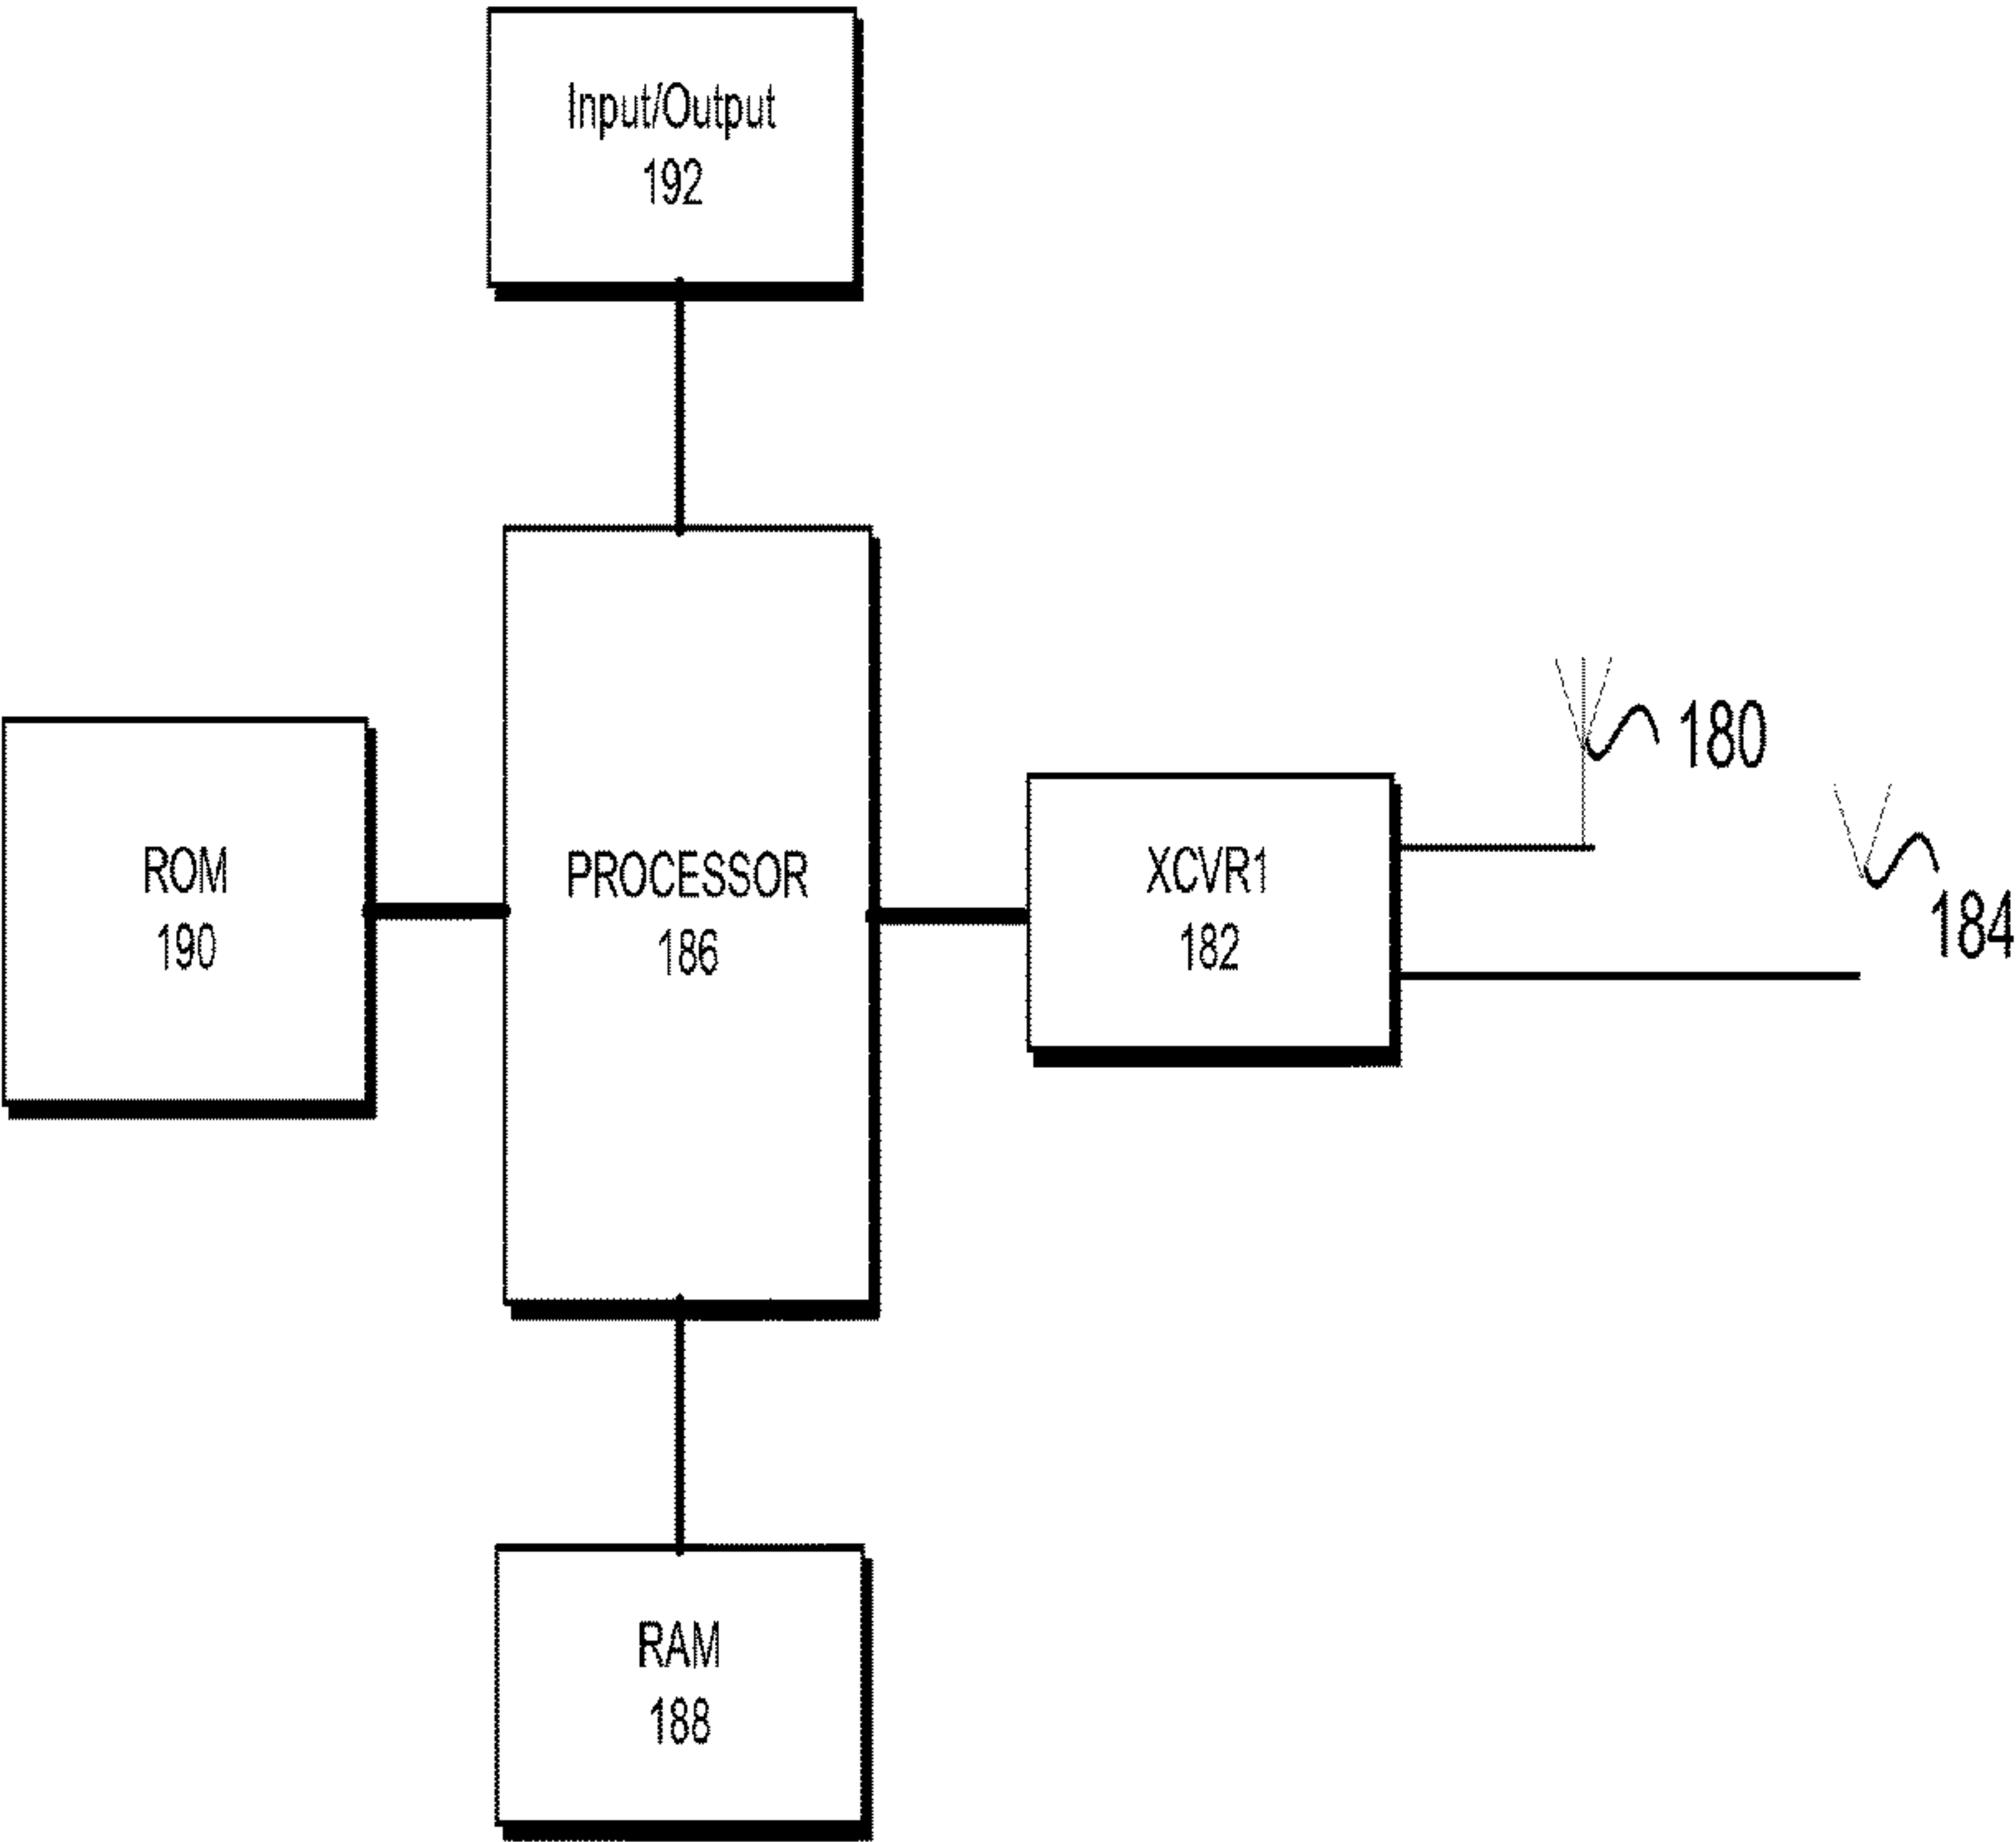 Input/Output
192
180
184
ROM
190
PROCESSOR
186
XCVR1
182
RAM
188